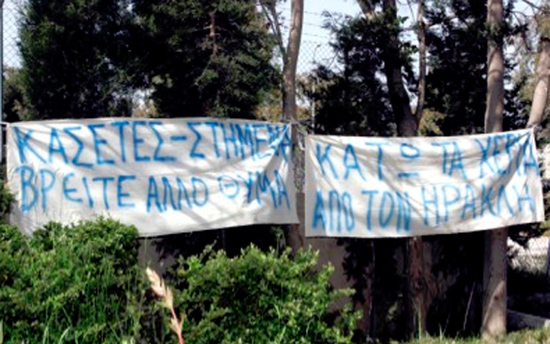 ΚΑΣΕΤΕΣ-ΣΤΗΜΕΝΑ
ΒΡΕΙΤΕ ΑΛΛΟ ΘΥΜΑ
ΚΑΤΩ ΤΑ ΧΕΡΙΑ
ΑΠΟ ΤΟΝ ΗΡΑΚΛΗ